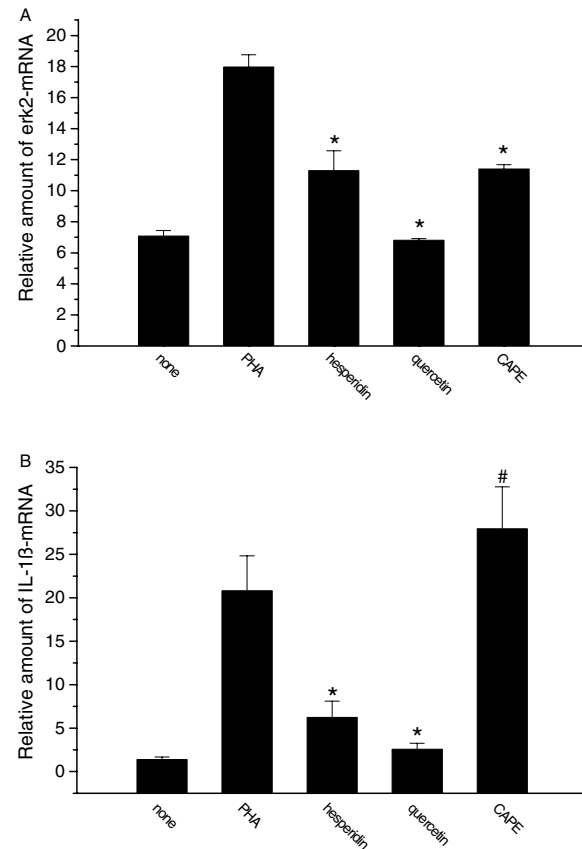 A
Relative amount of erk2-mRNA
20
18
16
14
12
10
8
6
4
2
0
*
*
*
none
PHA
hesperidin
quercetin
CAPE
B
Relative amount of IL-1ß-mRNA
35
30
25
20
15
10
5
0
*
*
#
none
PHA
hesperidin
quercetin
CAPE